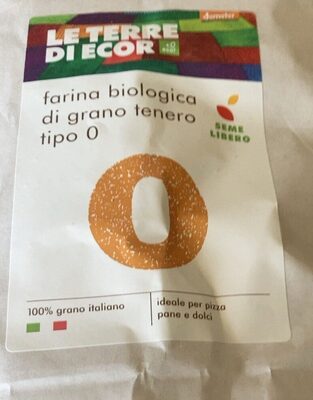 demeter
LE TERRE
DI ECOR
farina biologica
di grano tenero
tipo 0
SEME
LIBERO
0
100% grano italiano
ideale per pizza
pane e dolci